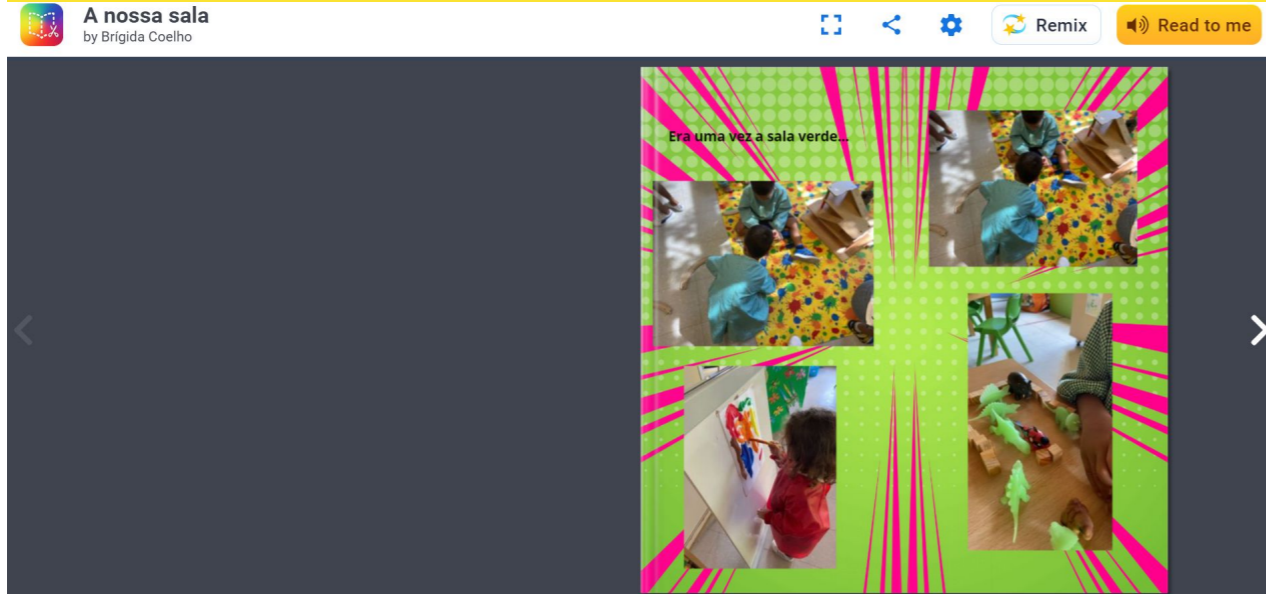 A nossa sala
by Brígida Coelho
Remix
Read to me
Era uma vez a sala verde...